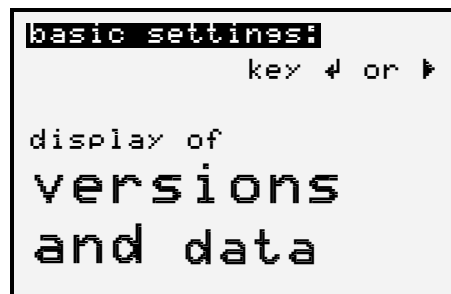 basic settings:
key ↲ or ▶
display of
versions
and data